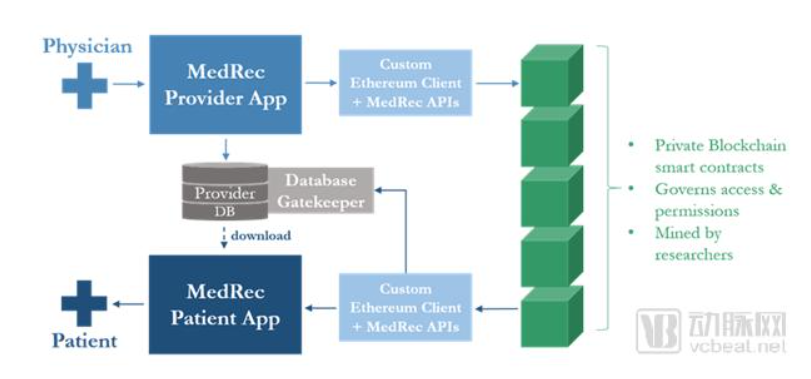 Physician
MedRec
Provider App
Custom
Ethereum Client
+ MedRec APIs
Provider
DB
Database
Gatekeeper
download
MedRec
Patient App
Custom
Ethereum Client
+ MedRec APIs
Patient
• Private Blockchain
smart contracts
• Governs access &
permissions
• Mined by
researchers
VB 动脉网
vcbeat.net